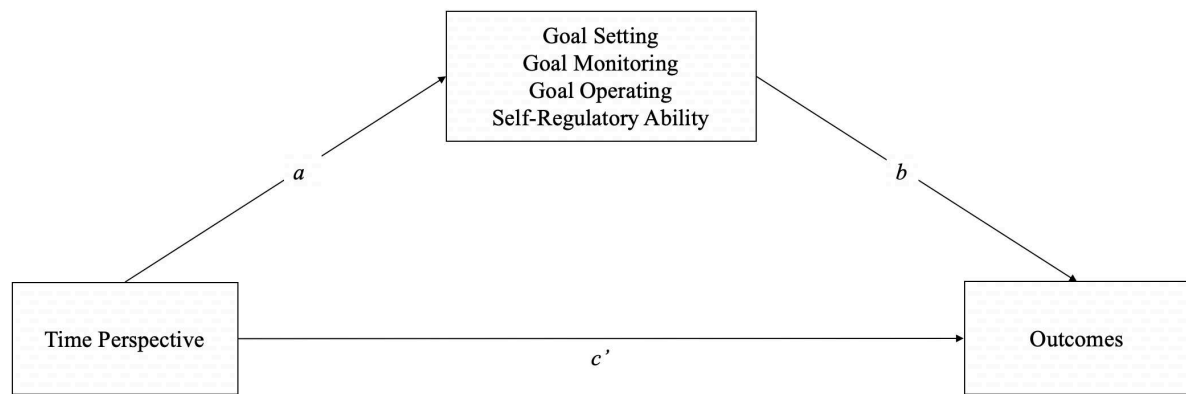 Goal Setting
Goal Monitoring
Goal Operating
Self-Regulatory Ability
a
b
Time Perspective
Outcomes
c’